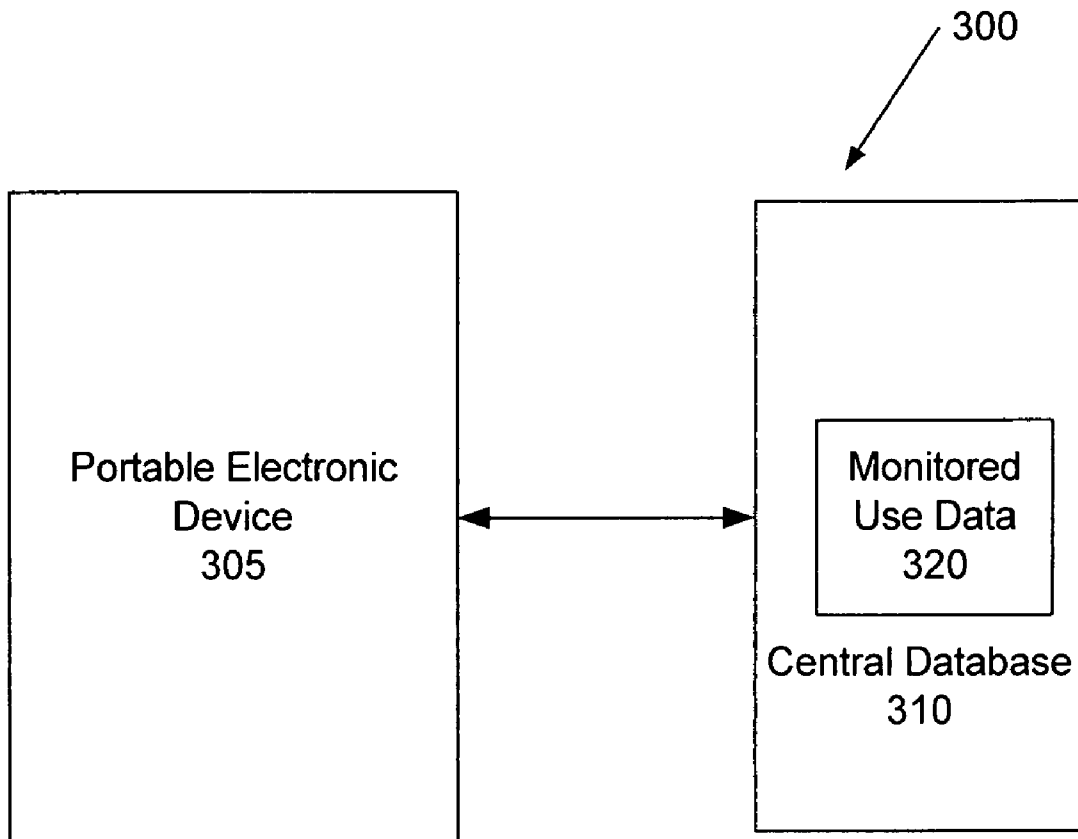 300
Portable Electronic
Device
305
Monitored
Use Data
320
Central Database
310